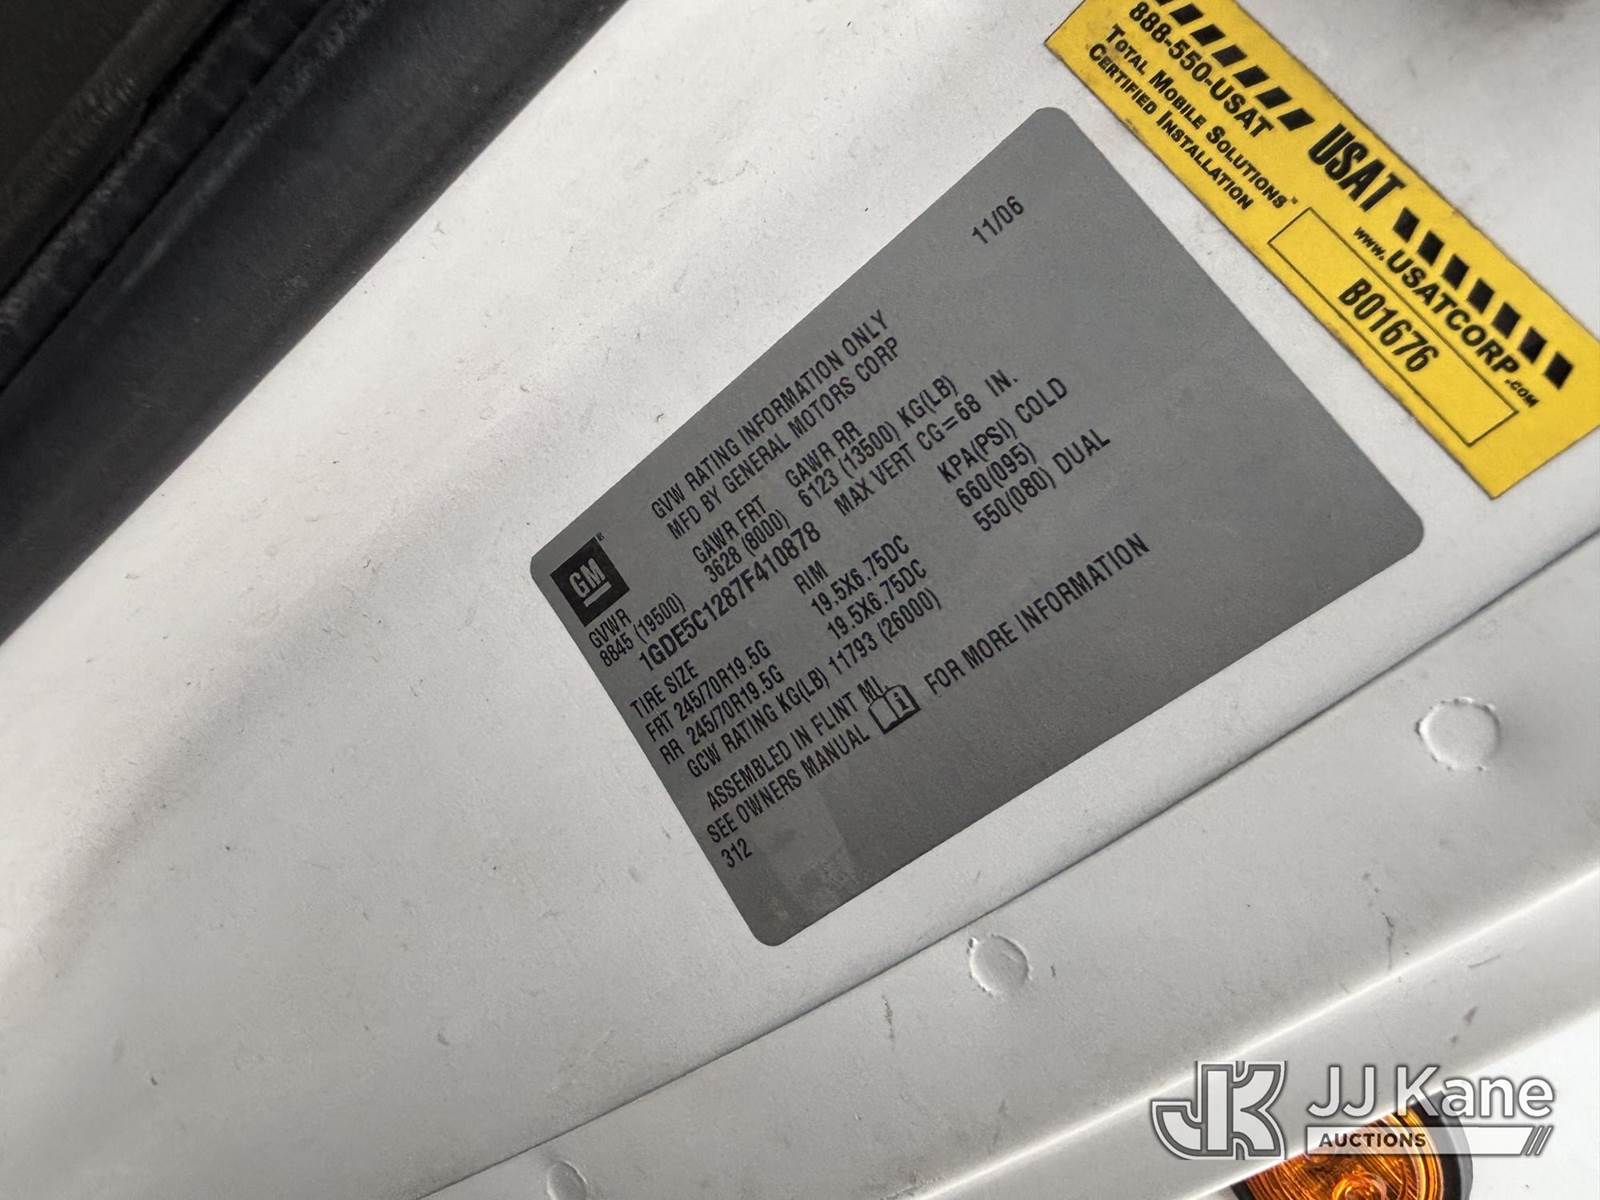 888-550-USAT
TOTAL MOBILE SOLUTIONS™
CERTIFIED INSTALLATION
USAT
www.USATCORP.com
B01676
11/06
GM®
GVW RATING INFORMATION ONLY
MFD BY GENERAL MOTORS CORP
GVWR GAWR FRT GAWR RR
8845 (19500) 3628 (8000) 6123 (13500) KG(LB)
1GDE5C1287F410878 MAX VERT CG=68 IN.
TIRE SIZE RIM KPA(PSI) COLD
FRT 245/70R19.5G 19.5X6.75DC 660(095)
RR 245/70R19.5G 19.5X6.75DC 550(080) DUAL
GCW RATING KG(LB) 11793 (26000)
ASSEMBLED IN FLINT MI,
SEE OWNERS MANUAL i FOR MORE INFORMATION
312
JK JJ Kane
AUCTIONS